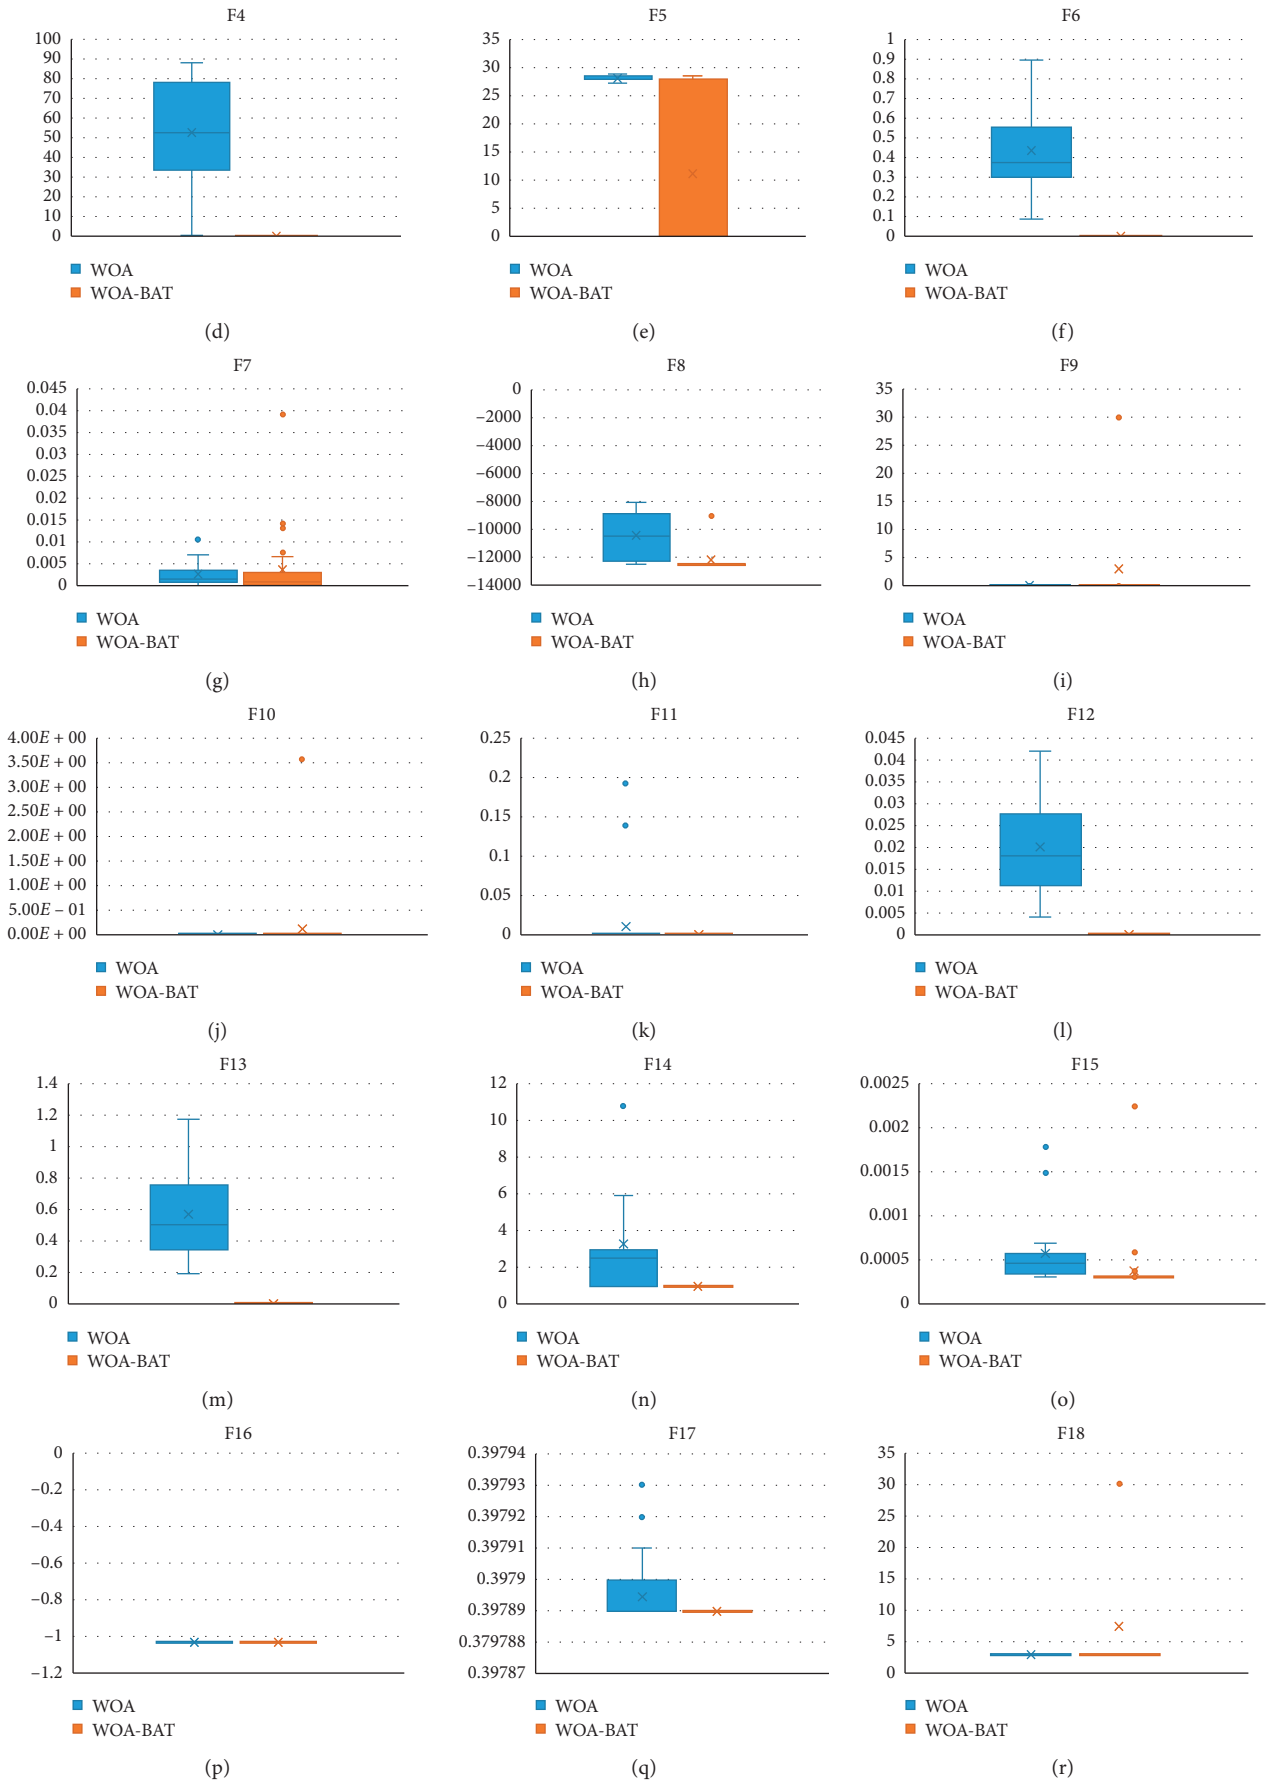 F4
100
90
80
70
60
50
40
30
20
10
0
WOA
WOA-BAT
(d)
F5
35
30
25
20
15
10
5
0
WOA
WOA-BAT
(e)
F6
1
0.9
0.8
0.7
0.6
0.5
0.4
0.3
0.2
0.1
0
WOA
WOA-BAT
(f)
F7
0.045
0.04
0.035
0.03
0.025
0.02
0.015
0.01
0.005
0
WOA
WOA-BAT
(g)
F8
0
−2000
−4000
−6000
−8000
−10000
−12000
−14000
WOA
WOA-BAT
(h)
F9
35
30
25
20
15
10
5
0
WOA
WOA-BAT
(i)
F10
4.00E + 00
3.50E + 00
3.00E + 00
2.50E + 00
2.00E + 00
1.50E + 00
1.00E + 00
5.00E − 01
0.00E + 00
WOA
WOA-BAT
(j)
F11
0.25
0.2
0.15
0.1
0.05
0
WOA
WOA-BAT
(k)
F12
0.045
0.04
0.035
0.03
0.025
0.02
0.015
0.01
0.005
0
WOA
WOA-BAT
(l)
F13
1.4
1.2
1
0.8
0.6
0.4
0.2
0
WOA
WOA-BAT
(m)
F14
12
10
8
6
4
2
0
WOA
WOA-BAT
(n)
F15
0.0025
0.002
0.0015
0.001
0.0005
0
WOA
WOA-BAT
(o)
F16
0
−0.2
−0.4
−0.6
−0.8
−1
−1.2
WOA
WOA-BAT
(p)
F17
0.39794
0.39793
0.39792
0.39791
0.3979
0.39789
0.379788
0.39787
WOA
WOA-BAT
(q)
F18
35
30
25
20
15
10
5
0
WOA
WOA-BAT
(r)